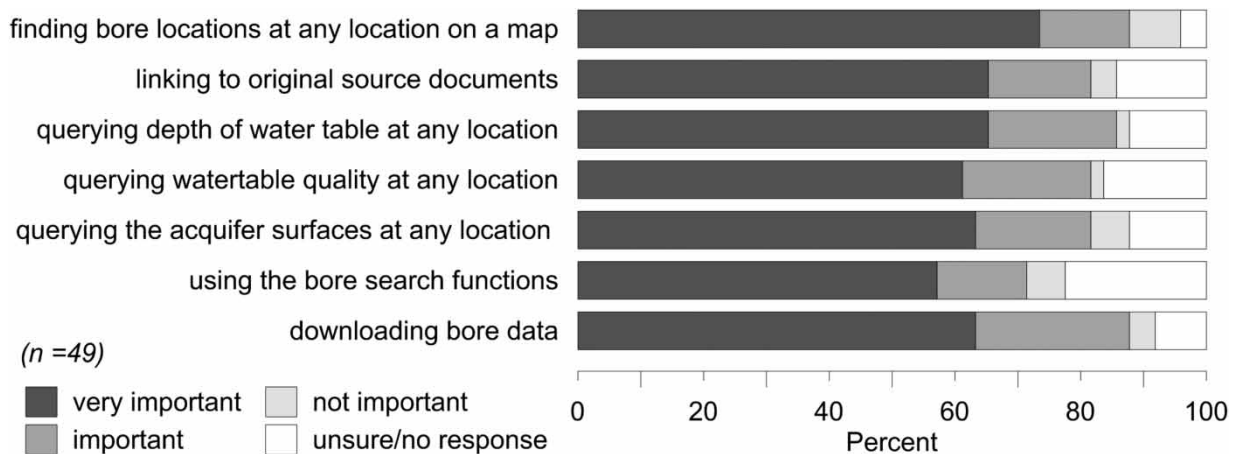 finding bore locations at any location on a map
linking to original source documents
querying depth of water table at any location
querying watertable quality at any location
querying the acquifer surfaces at any location
using the bore search functions
downloading bore data
(n =49)
very important
not important
important
unsure/no response
0 20 40 60 80 100
Percent